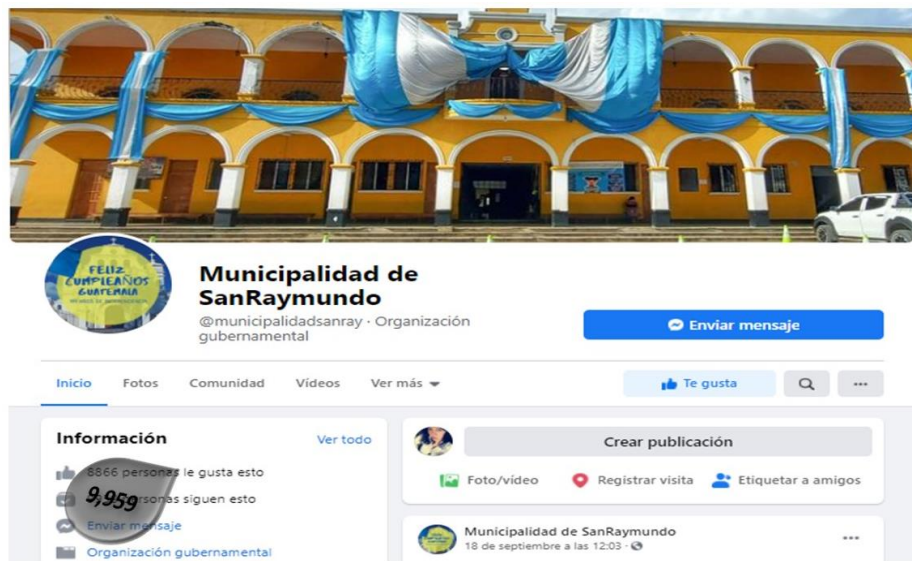 FELIZ
CUMPLEAÑOS
GUATEMALA
Municipalidad de
SanRaymundo
@municipalidadsanray · Organización
gubernamental
Enviar mensaje
Inicio Fotos Comunidad Vídeos Ver más
Te gusta
Información Ver todo
8866 personas le gusta esto
9,959
personas siguen esto
Enviar mensaje
Organización gubernamental
Crear publicación
Foto/vídeo Registrar visita Etiquetar a amigos
Municipalidad de SanRaymundo
18 de septiembre a las 12:03 ·